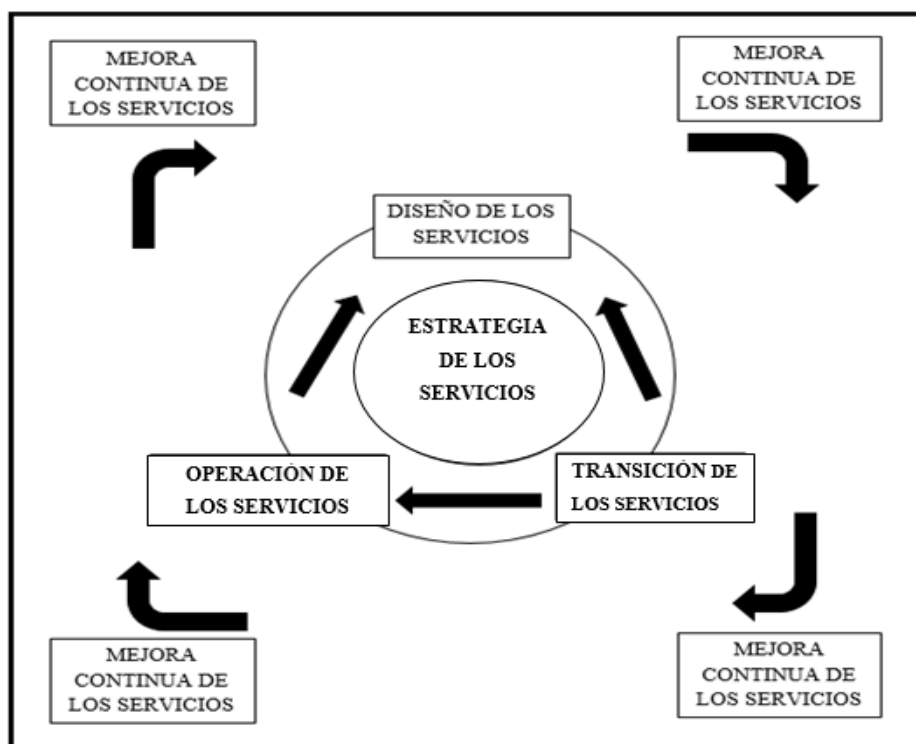 MEJORA
CONTINUA DE
LOS SERVICIOS
MEJORA
CONTINUA DE
LOS SERVICIOS
DISEÑO DE LOS
SERVICIOS
ESTRATEGIA
DE LOS
SERVICIOS
OPERACIÓN DE
LOS SERVICIOS
TRANSICIÓN DE
LOS SERVICIOS
MEJORA
CONTINUA DE
LOS SERVICIOS
MEJORA
CONTINUA DE
LOS SERVICIOS